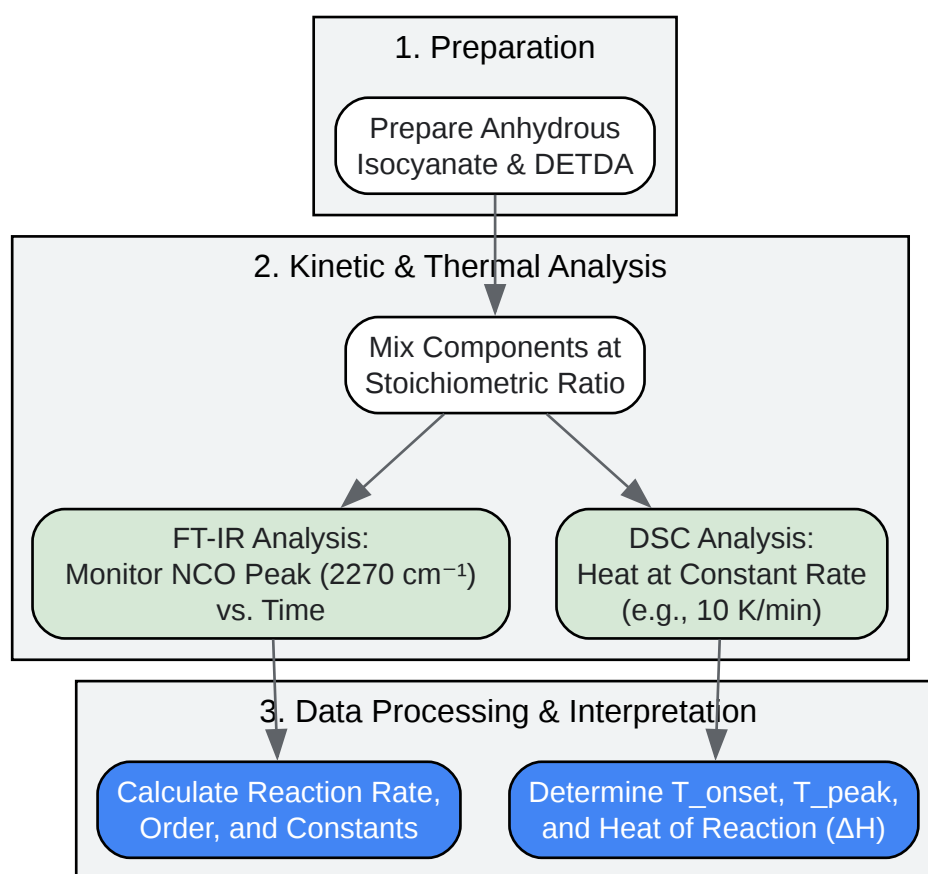 1. Preparation
Prepare Anhydrous
Isocyanate & DETDA
2. Kinetic & Thermal Analysis
Mix Components at
Stoichiometric Ratio
FT-IR Analysis:
Monitor NCO Peak (2270 cm⁻¹)
vs. Time
DSC Analysis:
Heat at Constant Rate
(e.g., 10 K/min)
3. Data Processing & Interpretation
Calculate Reaction Rate,
Order, and Constants
Determine T_onset, T_peak,
and Heat of Reaction (ΔH)